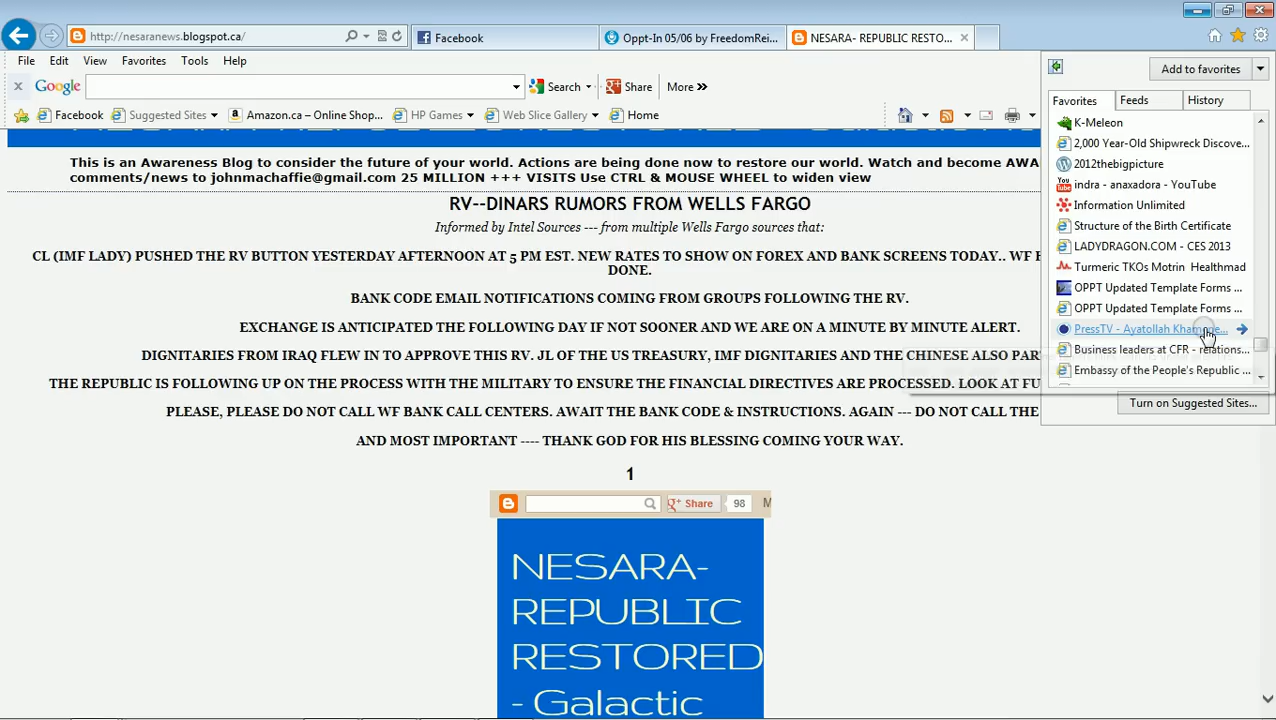 http://nesaranews.blogspot.ca/
Facebook
Oppt-In 05/06 by FreedomRei...
NESARA- REPUBLIC RESTO...
File Edit View Favorites Tools Help
Google
Search
Share
More »
Facebook
Suggested Sites
Amazon.com – Online Shop...
HP Games
Web Slice Gallery
Home
Add to favorites
Favorites Feeds History
K-Meleon
2,000 Year-Old Shipwreck Discove...
2012thebigpicture
indra - anaxadora - YouTube
Information Unlimited
Structure of the Birth Certificate
LADYDRAGON.COM - CES 2013
Turmeric TKOs Motrin Healthmad
OPPT Updated Template Forms ...
OPPT Updated Template Forms ...
PressTV - Ayatollah Kham
Business leaders at CFR - relations...
Embassy of the People's Republic ...
Turn on Suggested Sites...
This is an Awareness Blog to consider the future of your world. Actions are being done now to restore our world. Watch and become AWA
comments/news to johnmachaffie@gmail.com 25 MILLION +++ VISITS Use CTRL & MOUSE WHEEL to widen view
RV--DINARS RUMORS FROM WELLS FARGO
Informed by Intel Sources --- from multiple Wells Fargo sources that:
CL (IMF LADY) PUSHED THE RV BUTTON YESTERDAY AFTERNOON AT 5 PM EST. NEW RATES TO SHOW ON FOREX AND BANK SCREENS TODAY.. WF
DONE.
BANK CODE EMAIL NOTIFICATIONS COMING FROM GROUPS FOLLOWING THE RV.
EXCHANGE IS ANTICIPATED THE FOLLOWING DAY IF NOT SOONER AND WE ARE ON A MINUTE BY MINUTE ALERT.
DIGNITARIES FROM IRAQ FLEW IN TO APPROVE THIS RV. JL OF THE US TREASURY, IMF DIGNITARIES AND THE CHINESE ALSO PAR
THE REPUBLIC IS FOLLOWING UP ON THE PROCESS WITH THE MILITARY TO ENSURE THE FINANCIAL DIRECTIVES ARE PROCESSED. LOOK AT FU
PLEASE, PLEASE DO NOT CALL WF BANK CALL CENTERS. AWAIT THE BANK CODE & INSTRUCTIONS. AGAIN --- DO NOT CALL THE
AND MOST IMPORTANT ---- THANK GOD FOR HIS BLESSING COMING YOUR WAY.
1
Share
98
M
NESARA-
REPUBLIC
RESTORED
- Galactic